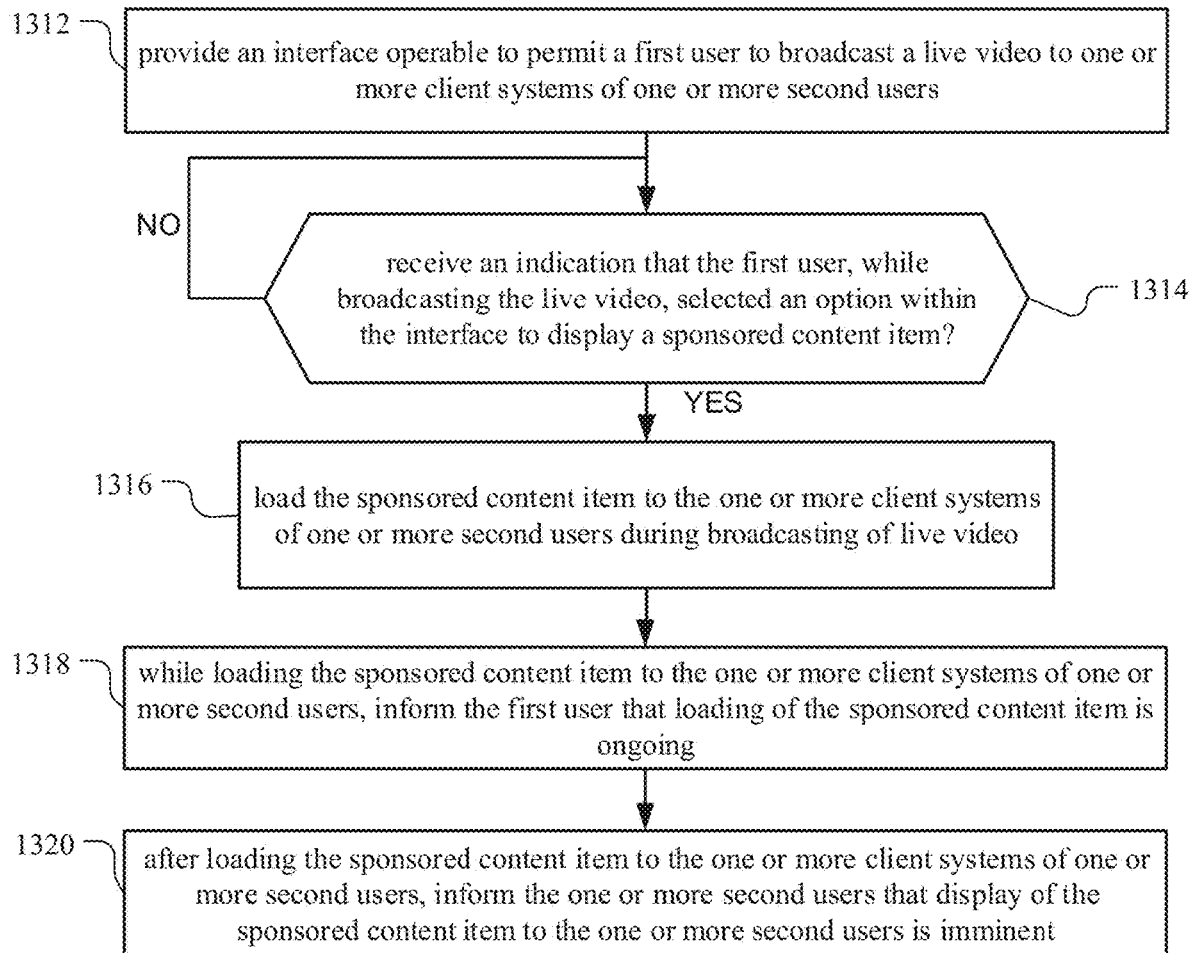 1312
provide an interface operable to permit a first user to broadcast a live video to one or
more client systems of one or more second users
NO
receive an indication that the first user, while
broadcasting the live video, selected an option within
the interface to display a sponsored content item?
1314
YES
1316
load the sponsored content item to the one or more client systems
of one or more second users during broadcasting of live video
1318
while loading the sponsored content item to the one or more client systems of one or
more second users, inform the first user that loading of the sponsored content item is
ongoing
1320
after loading the sponsored content item to the one or more client systems of one or
more second users, inform the one or more second users that display of the
sponsored content item to the one or more second users is imminent